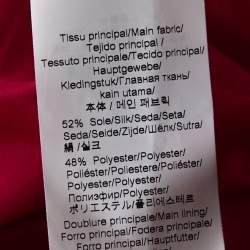 Tissu principal/Main fabric/
Tejido principal /
Tessuto principale/Tecido principal/
Hauptgewebe/
Kledingstuk/Главная ткань/
kain utama/
本体 / 메인 패브릭
52% Soie/Silk/Seda/Seta/
Seda/Seide/Zijde/Шёлк/Sutra/
絹 /실크
48% Polyester/Polyester/
Poliéster/Poliestere/Poliéster/
Polyester/Polyester/
Полиэфир/Polyester/
ポリエステル/폴리에스테르
Doublure principale/Main lining/
Forro principal/Fodera principale/
Forro principal/Hauptfutter/